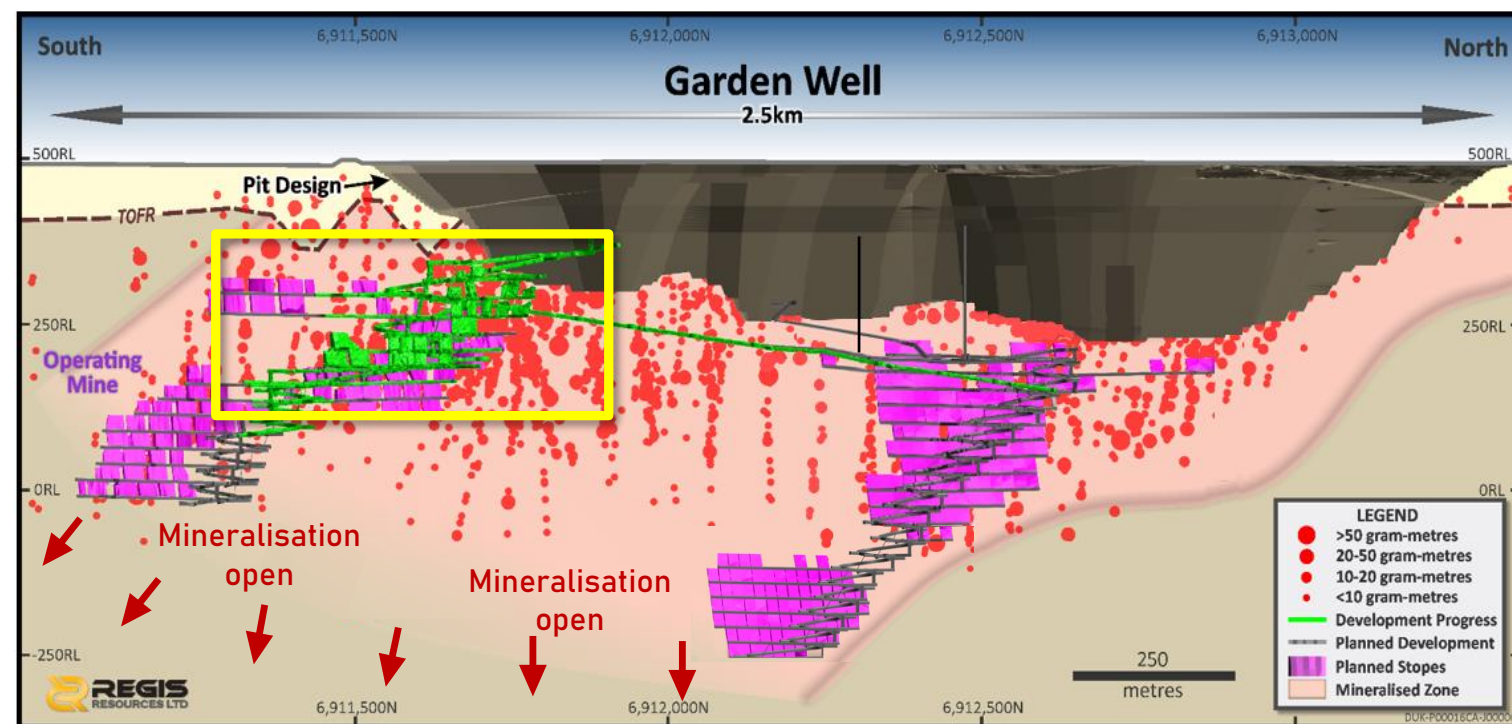 South
6,911,500N
6,912,000N
6,912,500N
6,913,000N
North
Garden Well
2.5km
500RL
500RL
Pit Design
TOFR
250RL
250RL
Operating
Mine
0RL
0RL
Mineralisation
open
Mineralisation
open
-250RL
250
metres
LEGEND
>50 gram-metres
20-50 gram-metres
10-20 gram-metres
<10 gram-metres
Development Progress
Planned Development
Planned Stopes
Mineralised Zone
REGIS
RESOURCES LTD
6,911,500N
6,912,000N
6,912,500N